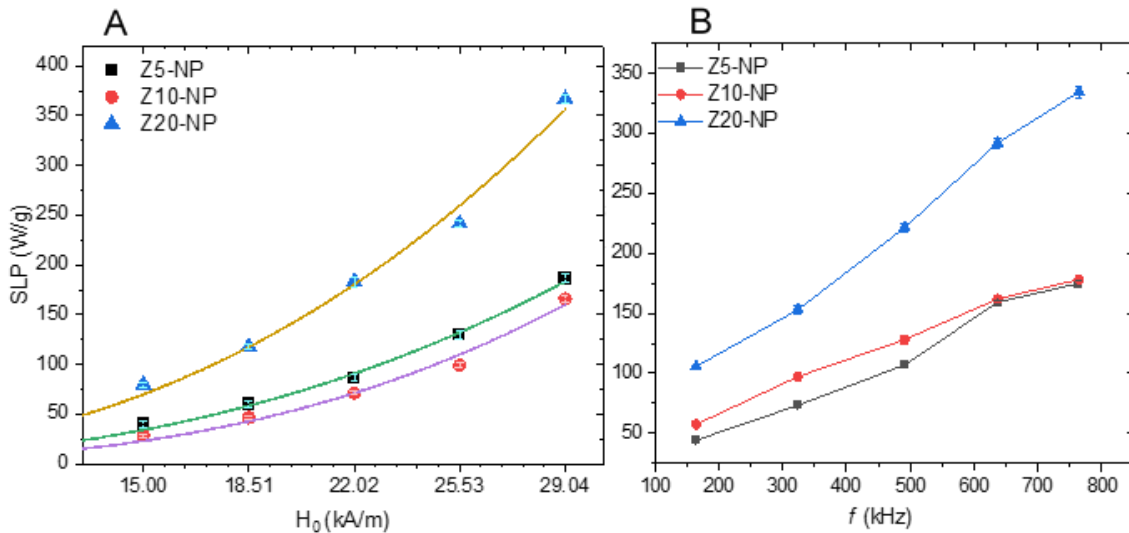 A
B
Z5-NP
Z10-NP
Z20-NP
400
350
300
250
200
150
100
50
0
SLP (W/g)
15.00 18.51 22.02 25.53 29.04
H0 (kA/m)
Z5-NP
Z10-NP
Z20-NP
350
300
250
200
150
100
50
100 200 300 400 500 600 700 800
f (kHz)